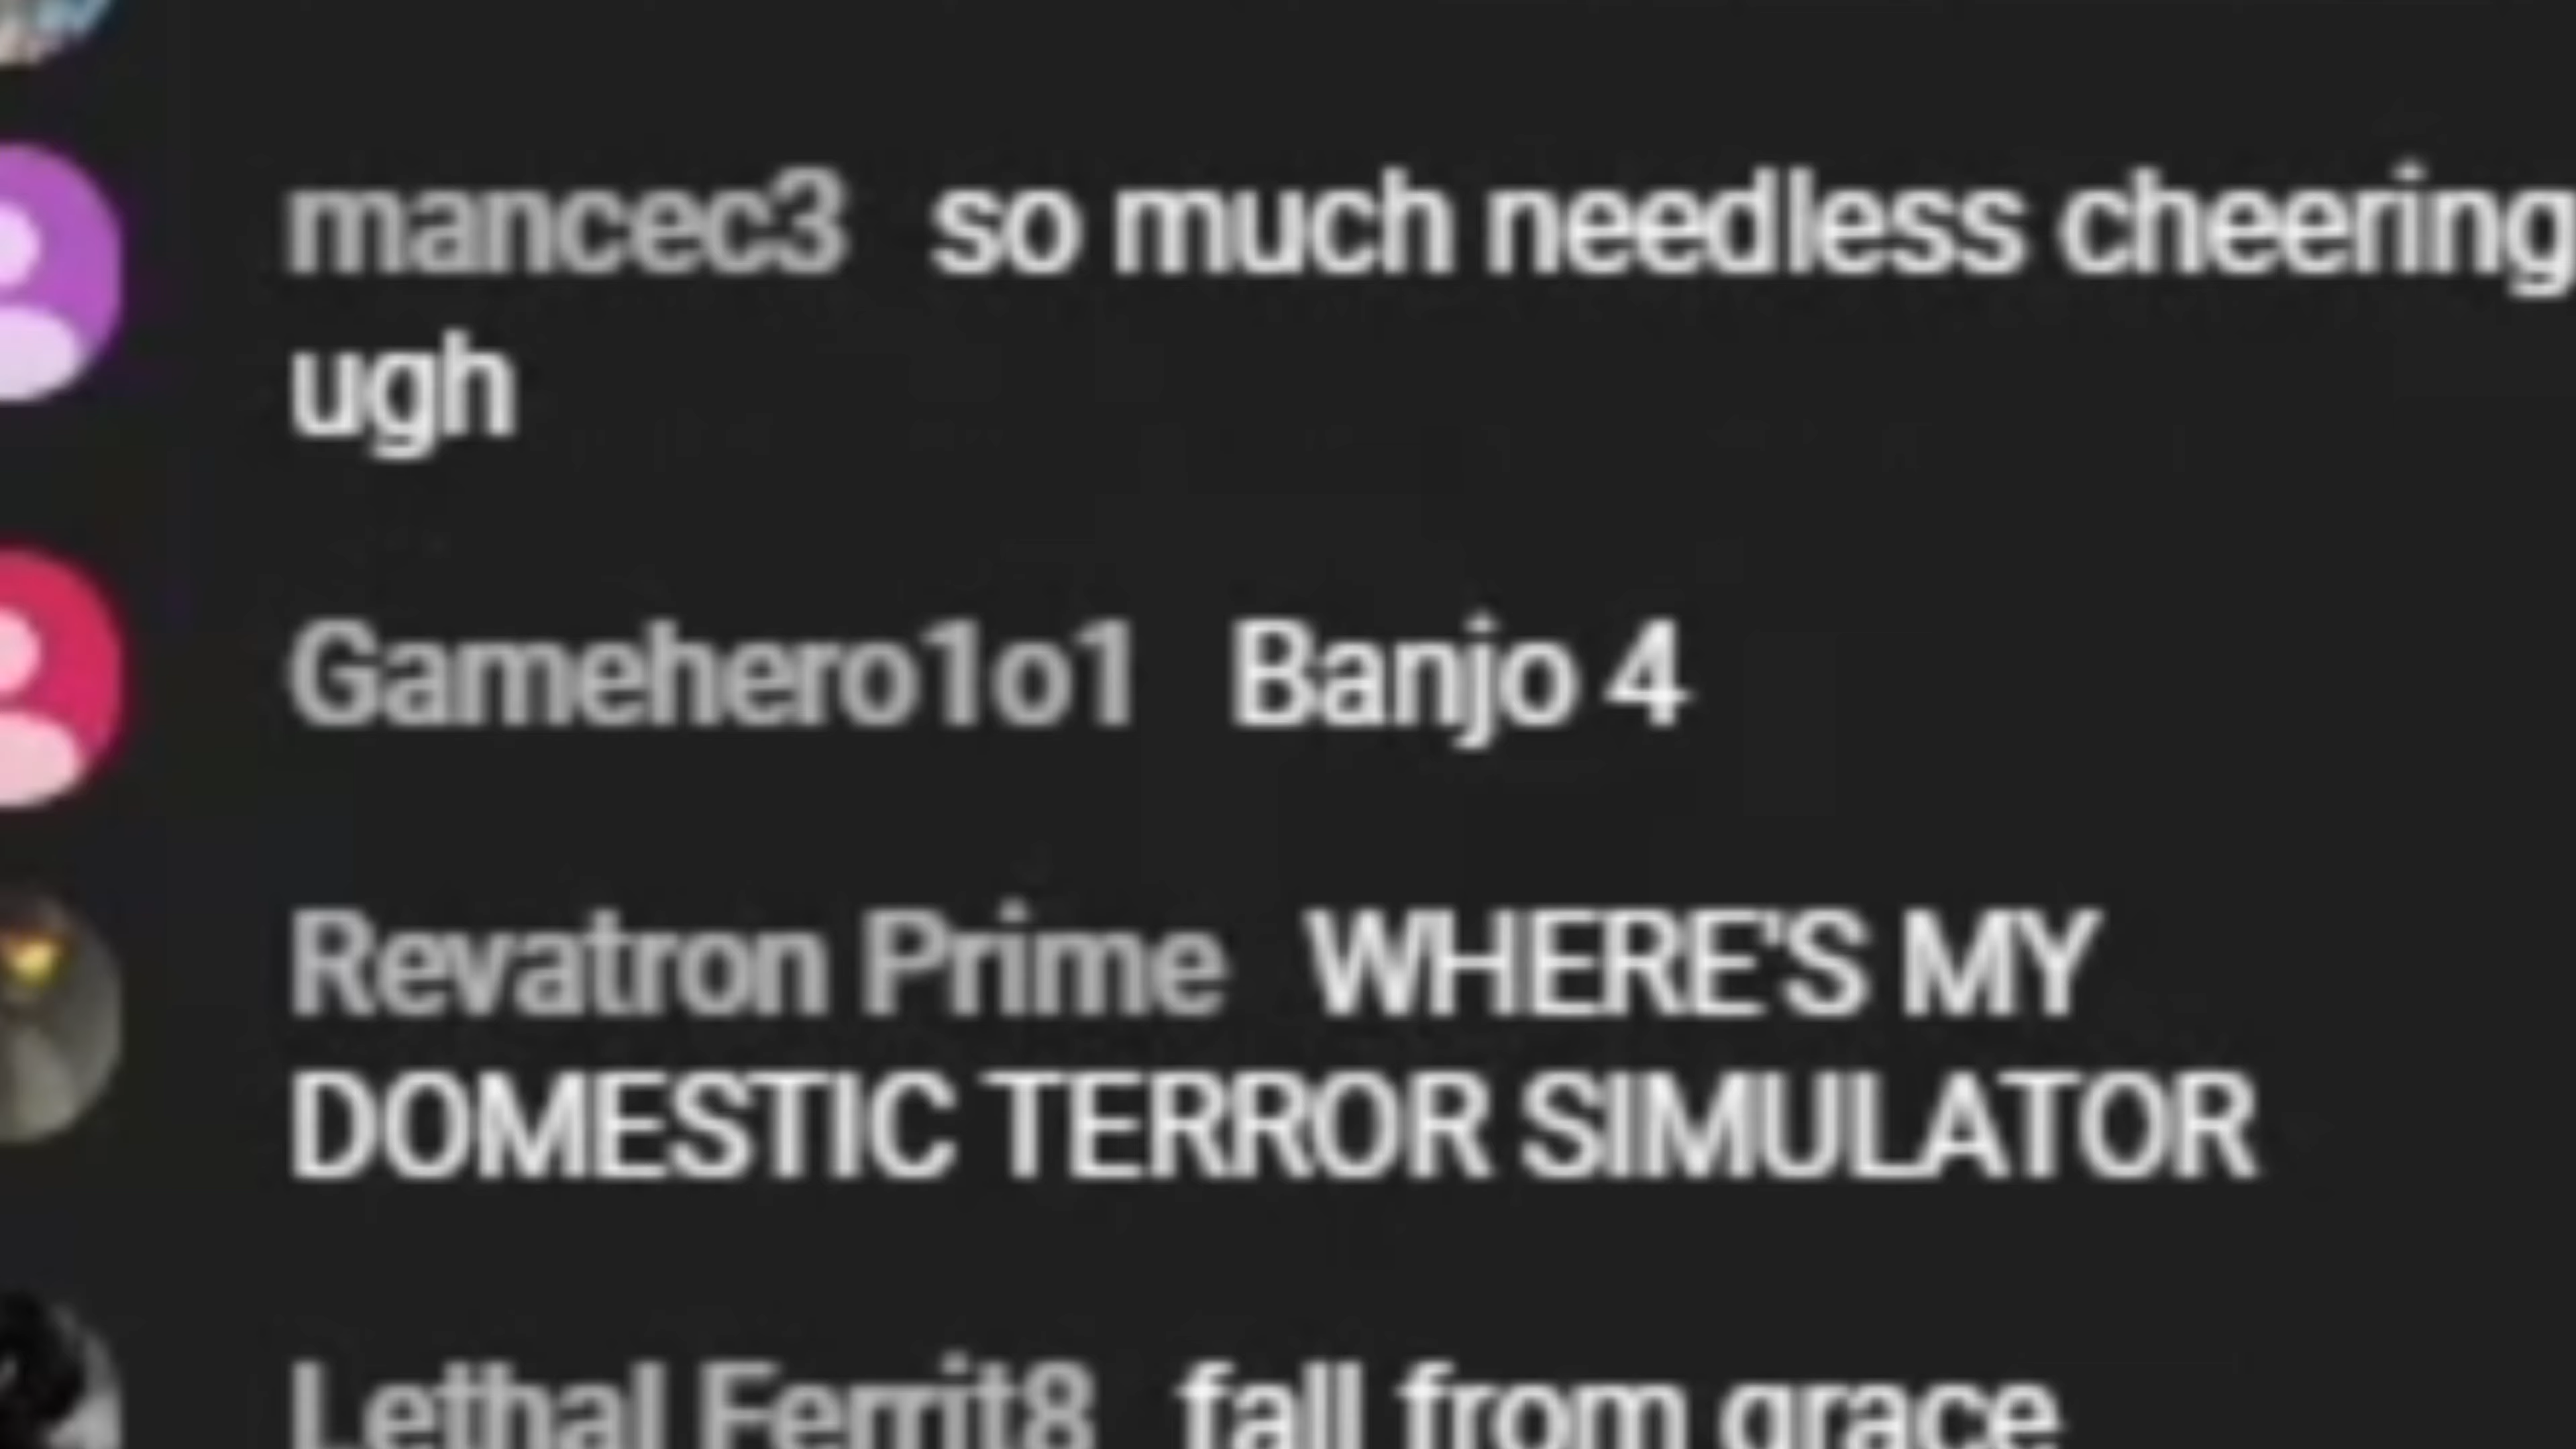 mancec3 so much needless cheering
ugh
Gamehero1o1 Banjo 4
Revatron Prime WHERE'S MY
DOMESTIC TERROR SIMULATOR
Lethal Ferrit8 fall from grace